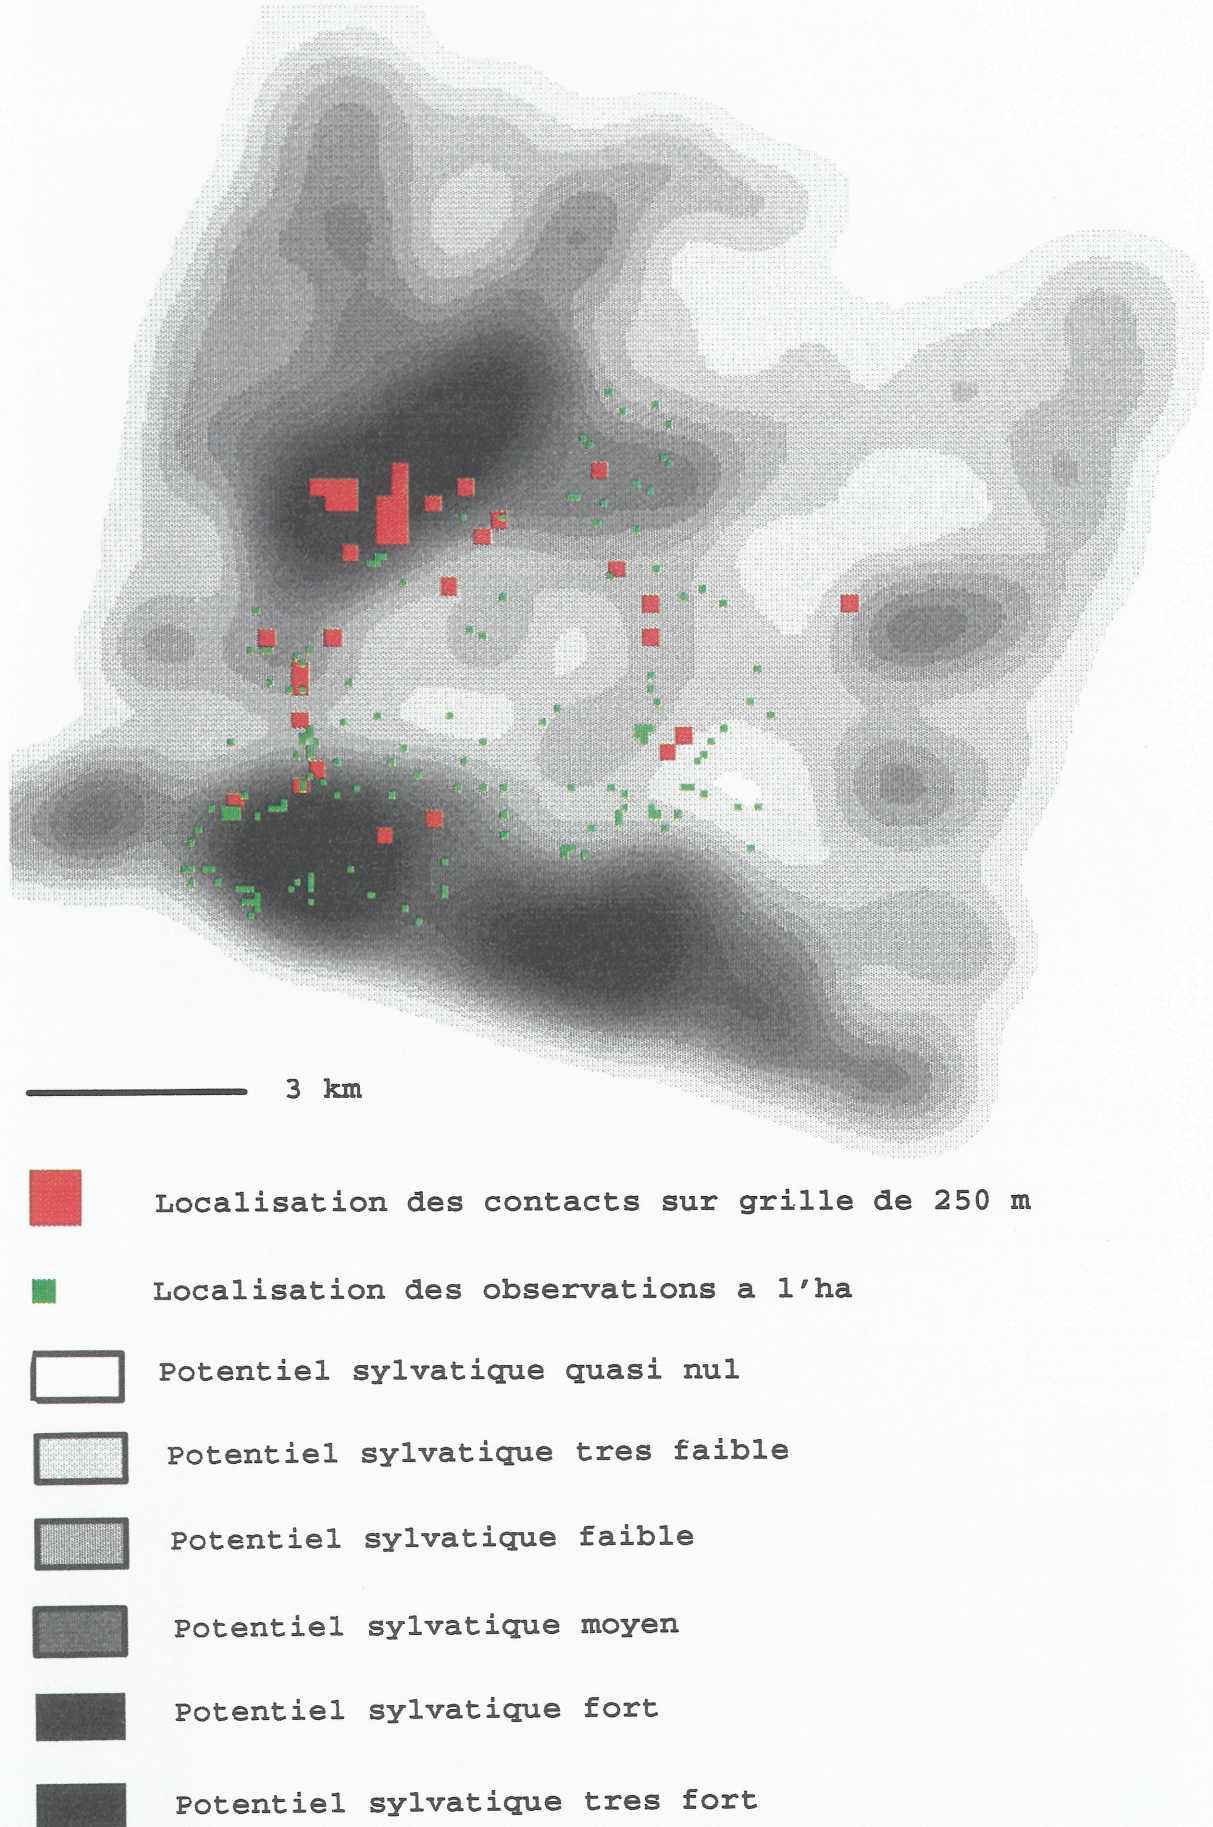 3 km
Localisation des contacts sur grille de 250 m
Localisation des observations a l'ha
Potentiel sylvatique quasi nul
Potentiel sylvatique tres faible
Potentiel sylvatique faible
Potentiel sylvatique moyen
Potentiel sylvatique fort
Potentiel sylvatique tres fort